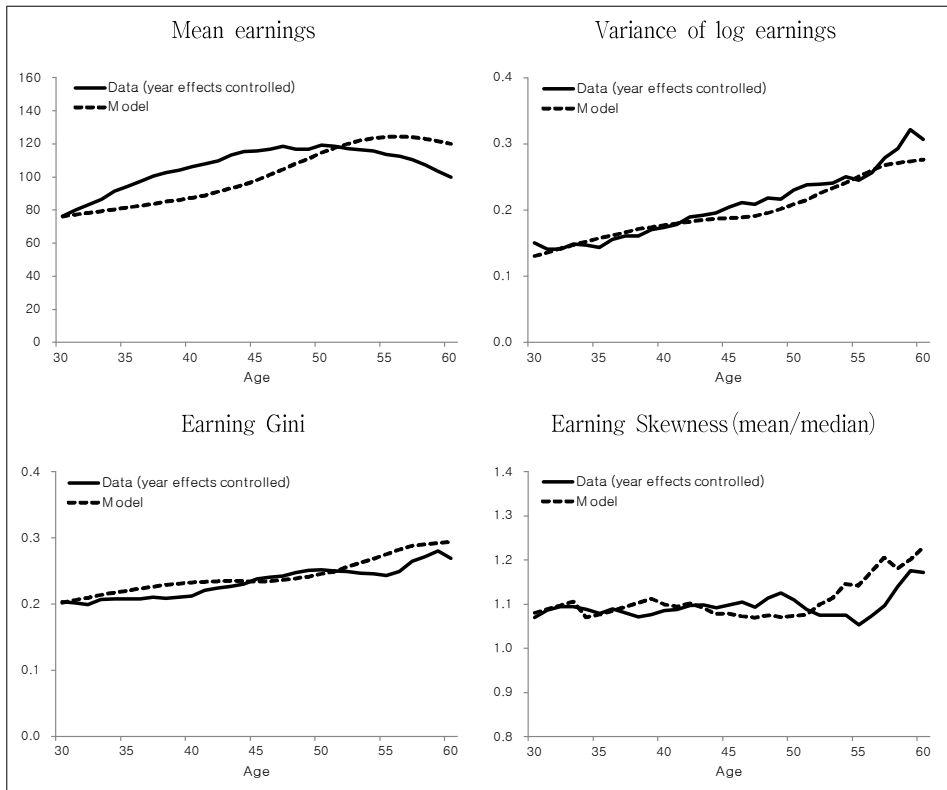 Mean earnings
160
140
120
100
80
60
40
20
0
Data (year effects controlled)
Model
30 35 40 45 50 55 60
Age
Variance of log earnings
0.4
0.3
0.2
0.1
0.0
Data (year effects controlled)
Model
30 35 40 45 50 55 60
Age
Earning Gini
0.4
0.3
0.2
0.1
0.0
Data (year effects controlled)
Model
30 35 40 45 50 55 60
Age
Earning Skewness(mean/median)
1.4
1.3
1.2
1.1
1.0
0.9
0.8
Data (year effects controlled)
Model
30 35 40 45 50 55 60
Age